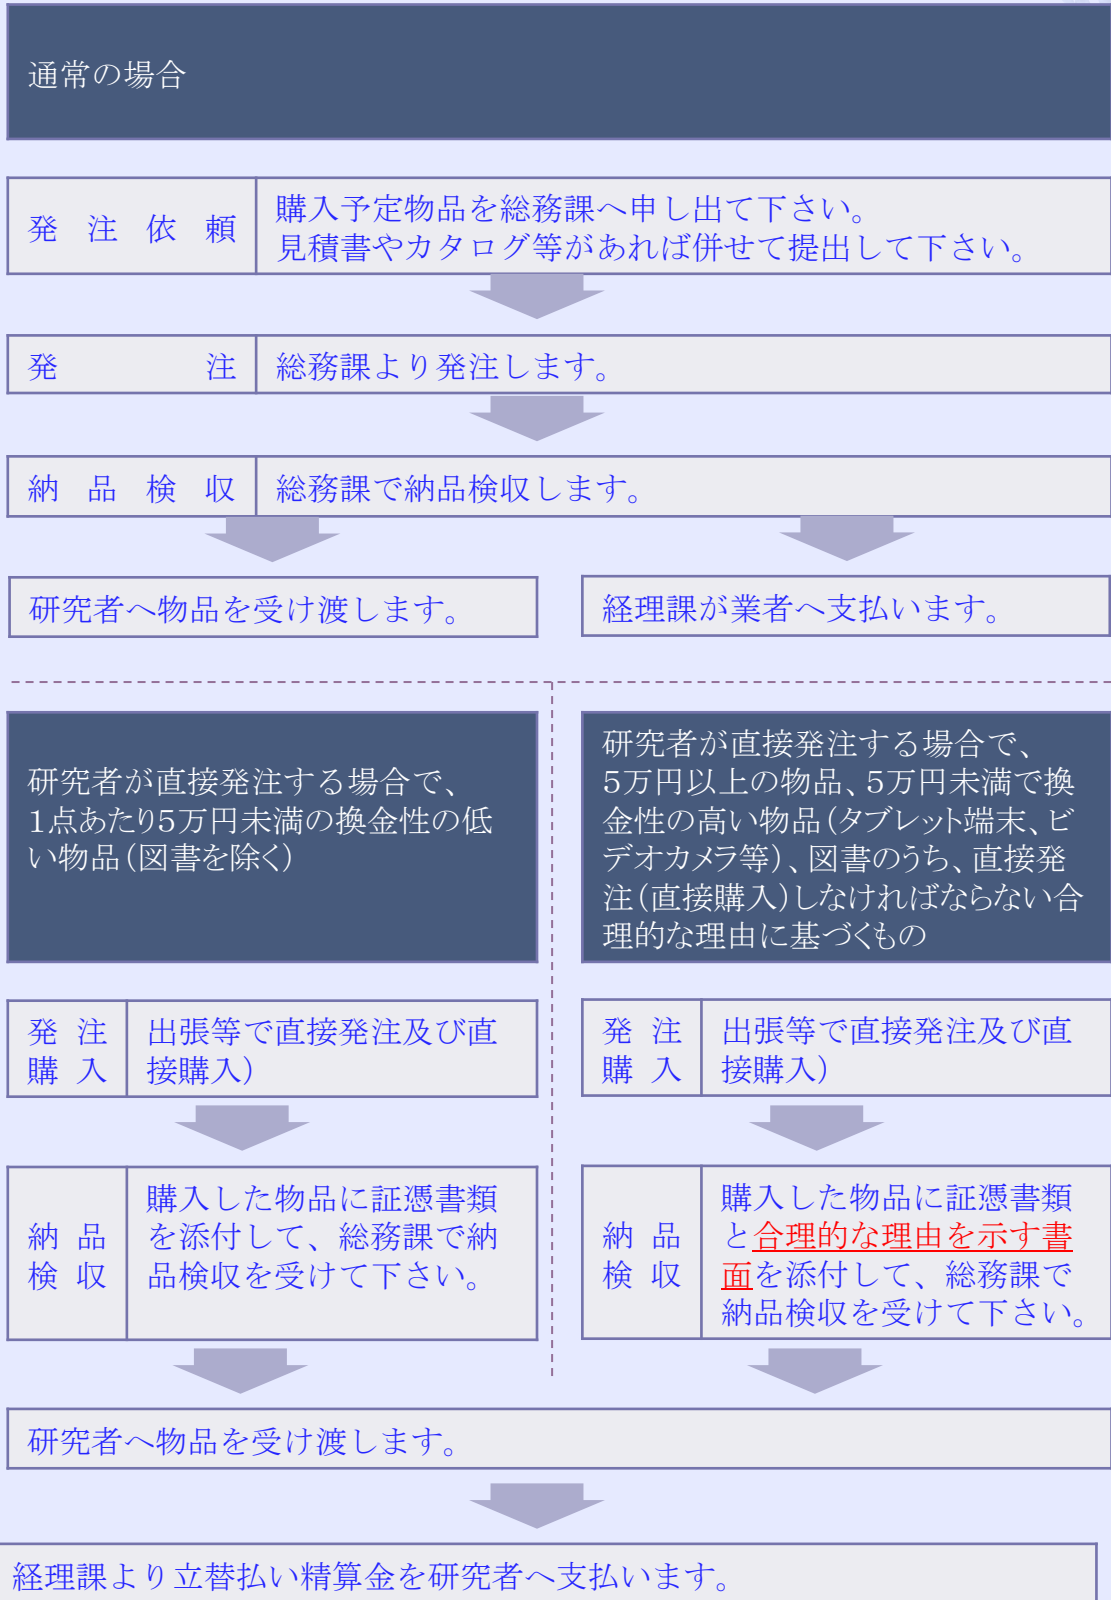 通常の場合
発注依頼
購入予定物品を総務課へ申し出て下さい。
見積書やカタログ等があれば併せて提出して下さい。
発注
総務課より発注します。
納品検収
総務課で納品検収します。
研究者へ物品を受け渡します。
経理課が業者へ支払います。
研究者が直接発注する場合で、
1点あたり5万円未満の換金性の低
い物品(図書を除く)
発注
購入
出張等で直接発注及び直
接購入)
納品
検収
購入した物品に証憑書類
を添付して、総務課で納
品検収を受けて下さい。
研究者が直接発注する場合で、
5万円以上の物品、5万円未満で換
金性の高い物品(タブレット端末、ビ
デオカメラ等)、図書のうち、直接発
注(直接購入)しなければならない合
理的な理由に基づくもの
発注
購入
出張等で直接発注及び直
接購入)
納品
検収
購入した物品に証憑書類
と合理的な理由を示す書
面を添付して、総務課で
納品検収を受けて下さい。
研究者へ物品を受け渡します。
経理課より立替払い精算金を研究者へ支払います。